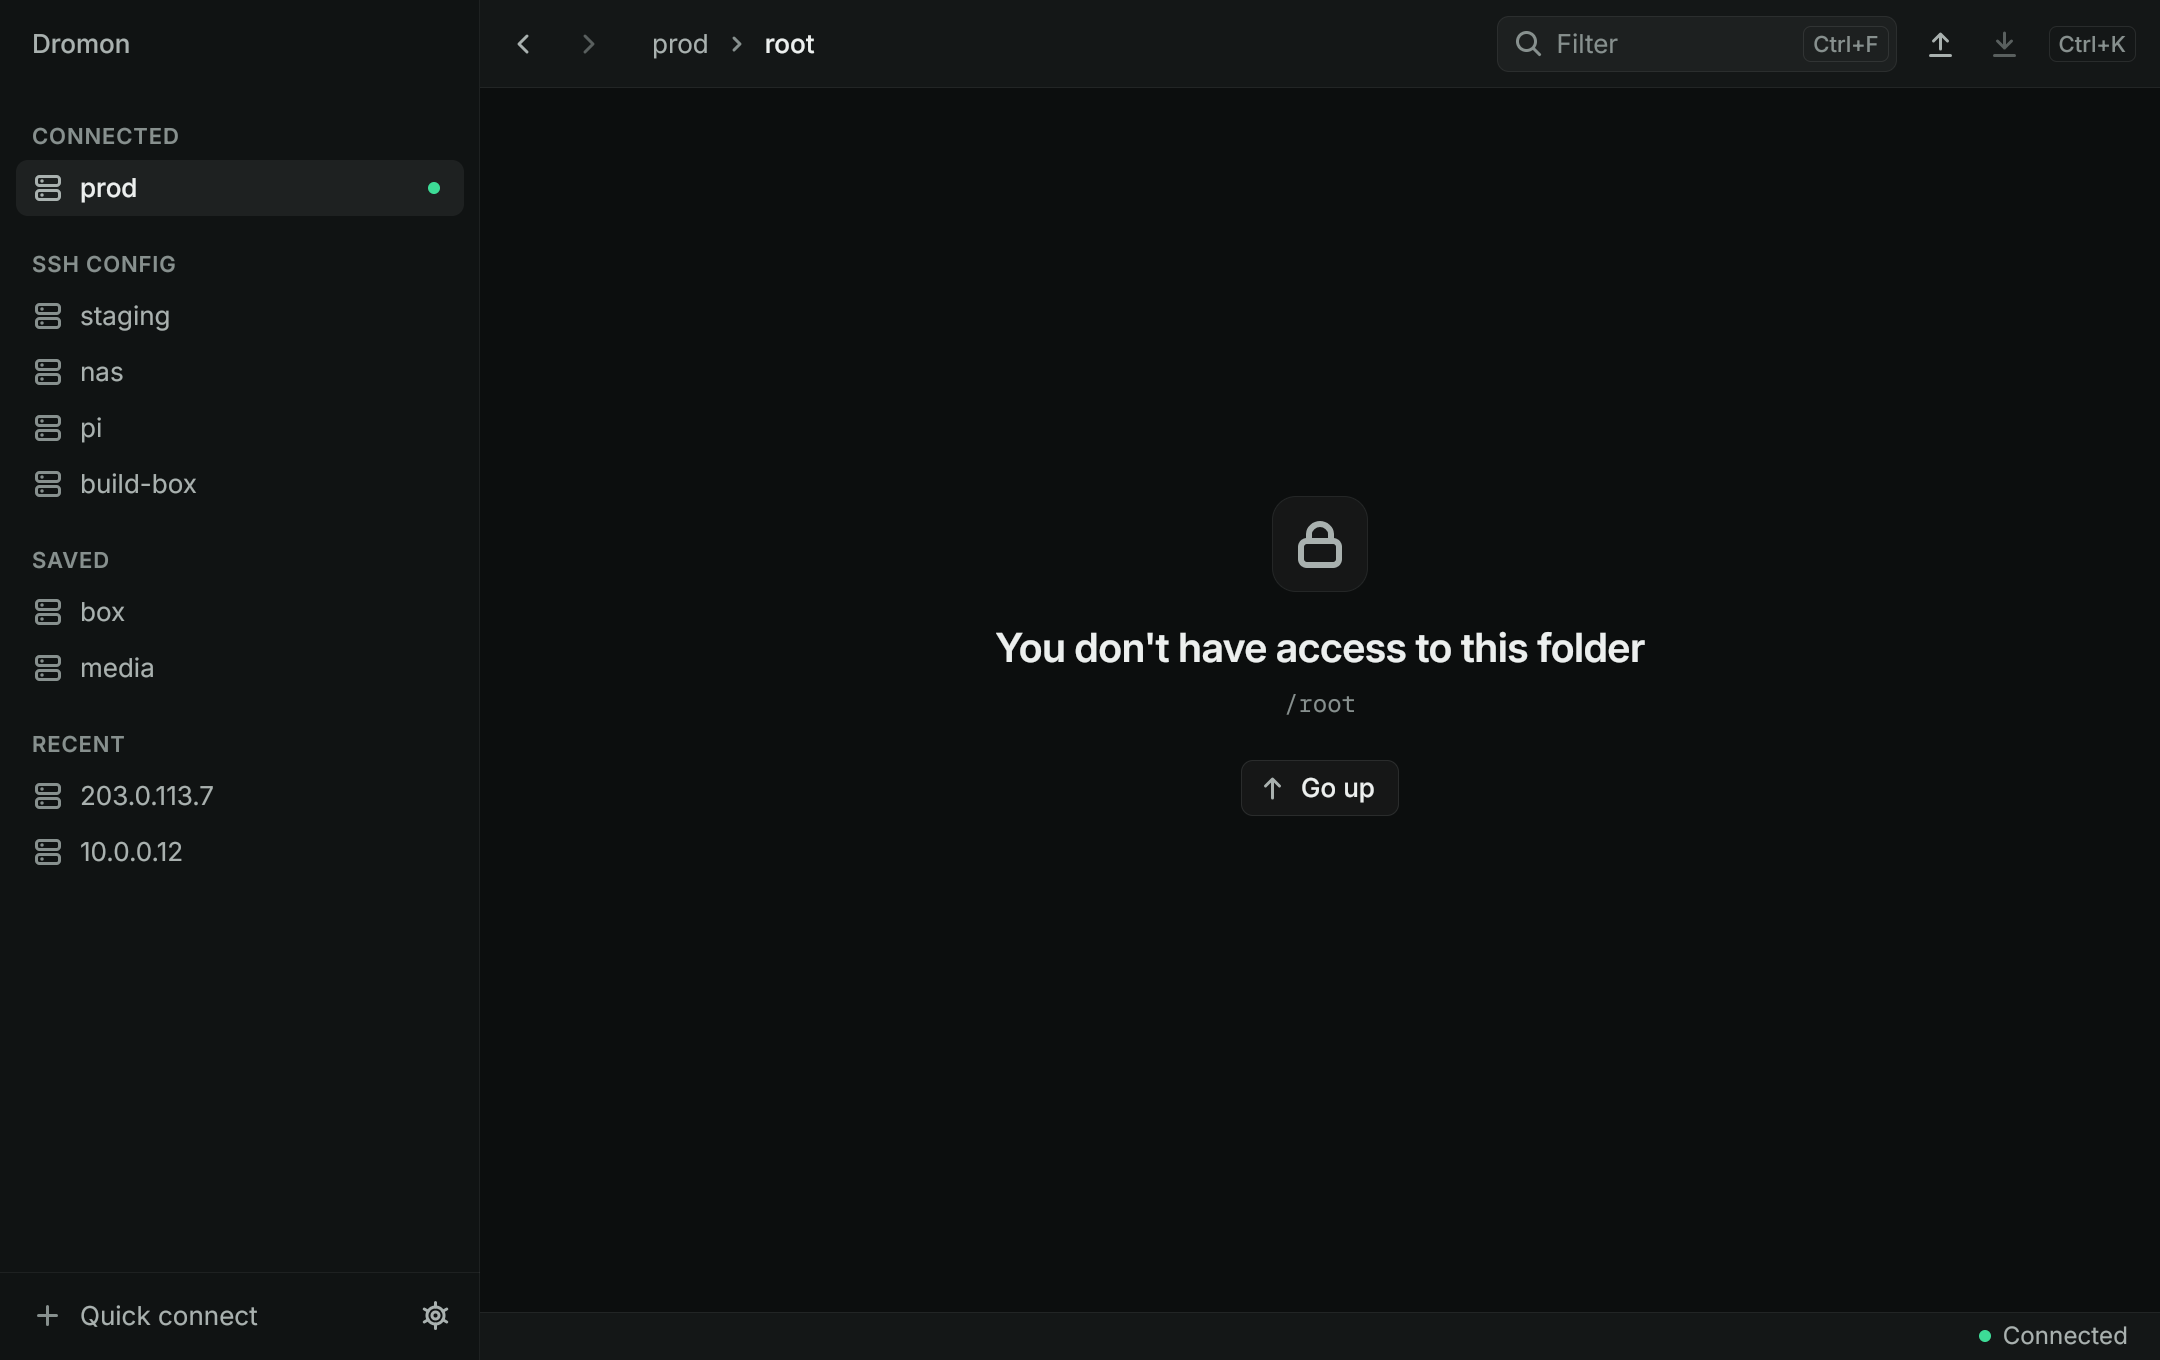 Dromon
CONNECTED
prod
SSH CONFIG
staging
nas
pi
build-box
SAVED
box
media
RECENT
203.0.113.7
10.0.0.12
Quick connect
prod > root
Filter Ctrl+F
Ctrl+K
You don't have access to this folder
/root
Go up
Connected